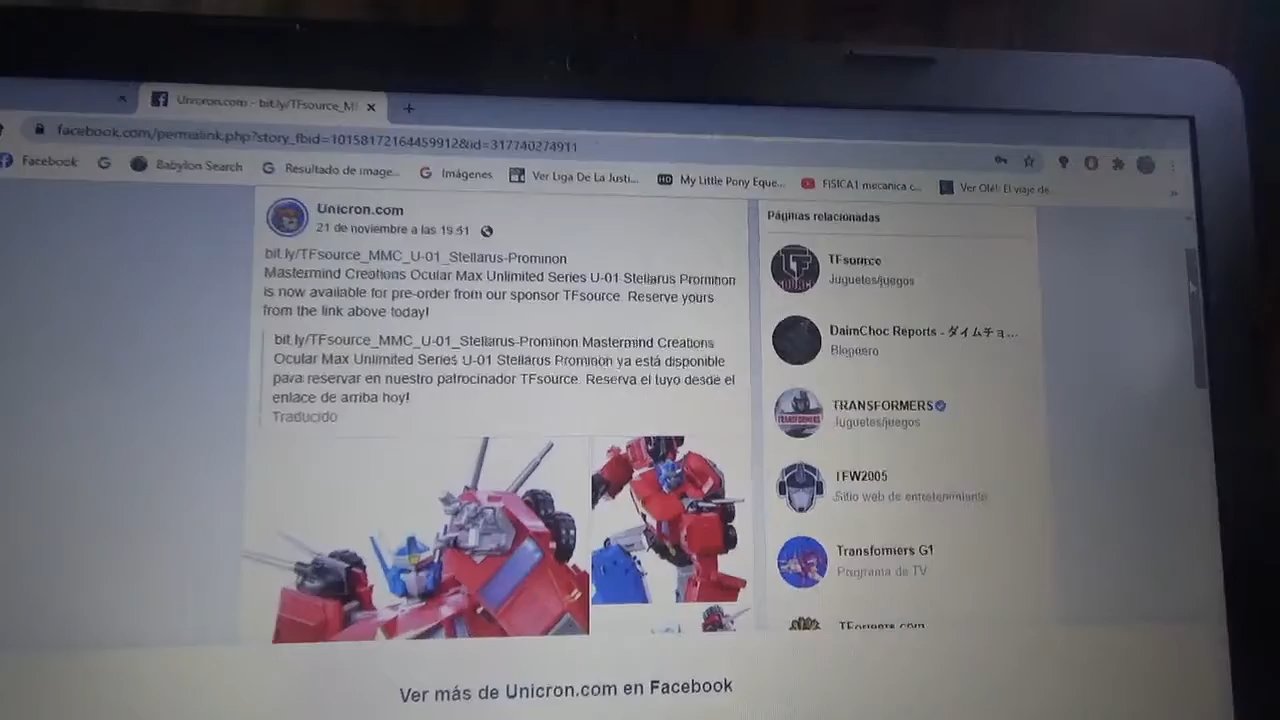 Unicron.com - bit.ly/TFsource_M
facebook.com/permalink.php?story_fbid=10158172164459912&id=317740274911
Facebook
Babylon Search
Resultado de image...
Imágenes
Ver Liga De La Justi...
My Little Pony Eque...
FISICA1 mecanica c...
Ver Olé! El viaje de
Unicron.com
21 de noviembre a las 19:51
bit.ly/TFsource_MMC_U-01_Stellarus-Prominon
Mastermind Creations Ocular Max Unlimited Series U-01 Stellarus Prominon
is now available for pre-order from our sponsor TFsource. Reserve yours
from the link above today!
bit.ly/TFsource_MMC_U-01_Stellarus-Prominon Mastermind Creations
Ocular Max Unlimited Series U-01 Stellarus Prominon ya está disponible
para reservar en nuestro patrocinador TFsource. Reserva el tuyo desde el
enlace de arriba hoy!
Traducido
Páginas relacionadas
TFsource
Juguetes/juegos
DaimChoc Reports - ダイムチョ...
Bloguero
TRANSFORMERS
Juguetes/juegos
TFW2005
Sitio web de entretenimiento
Transformers G1
Programa de TV
TFormers.com
Ver más de Unicron.com en Facebook